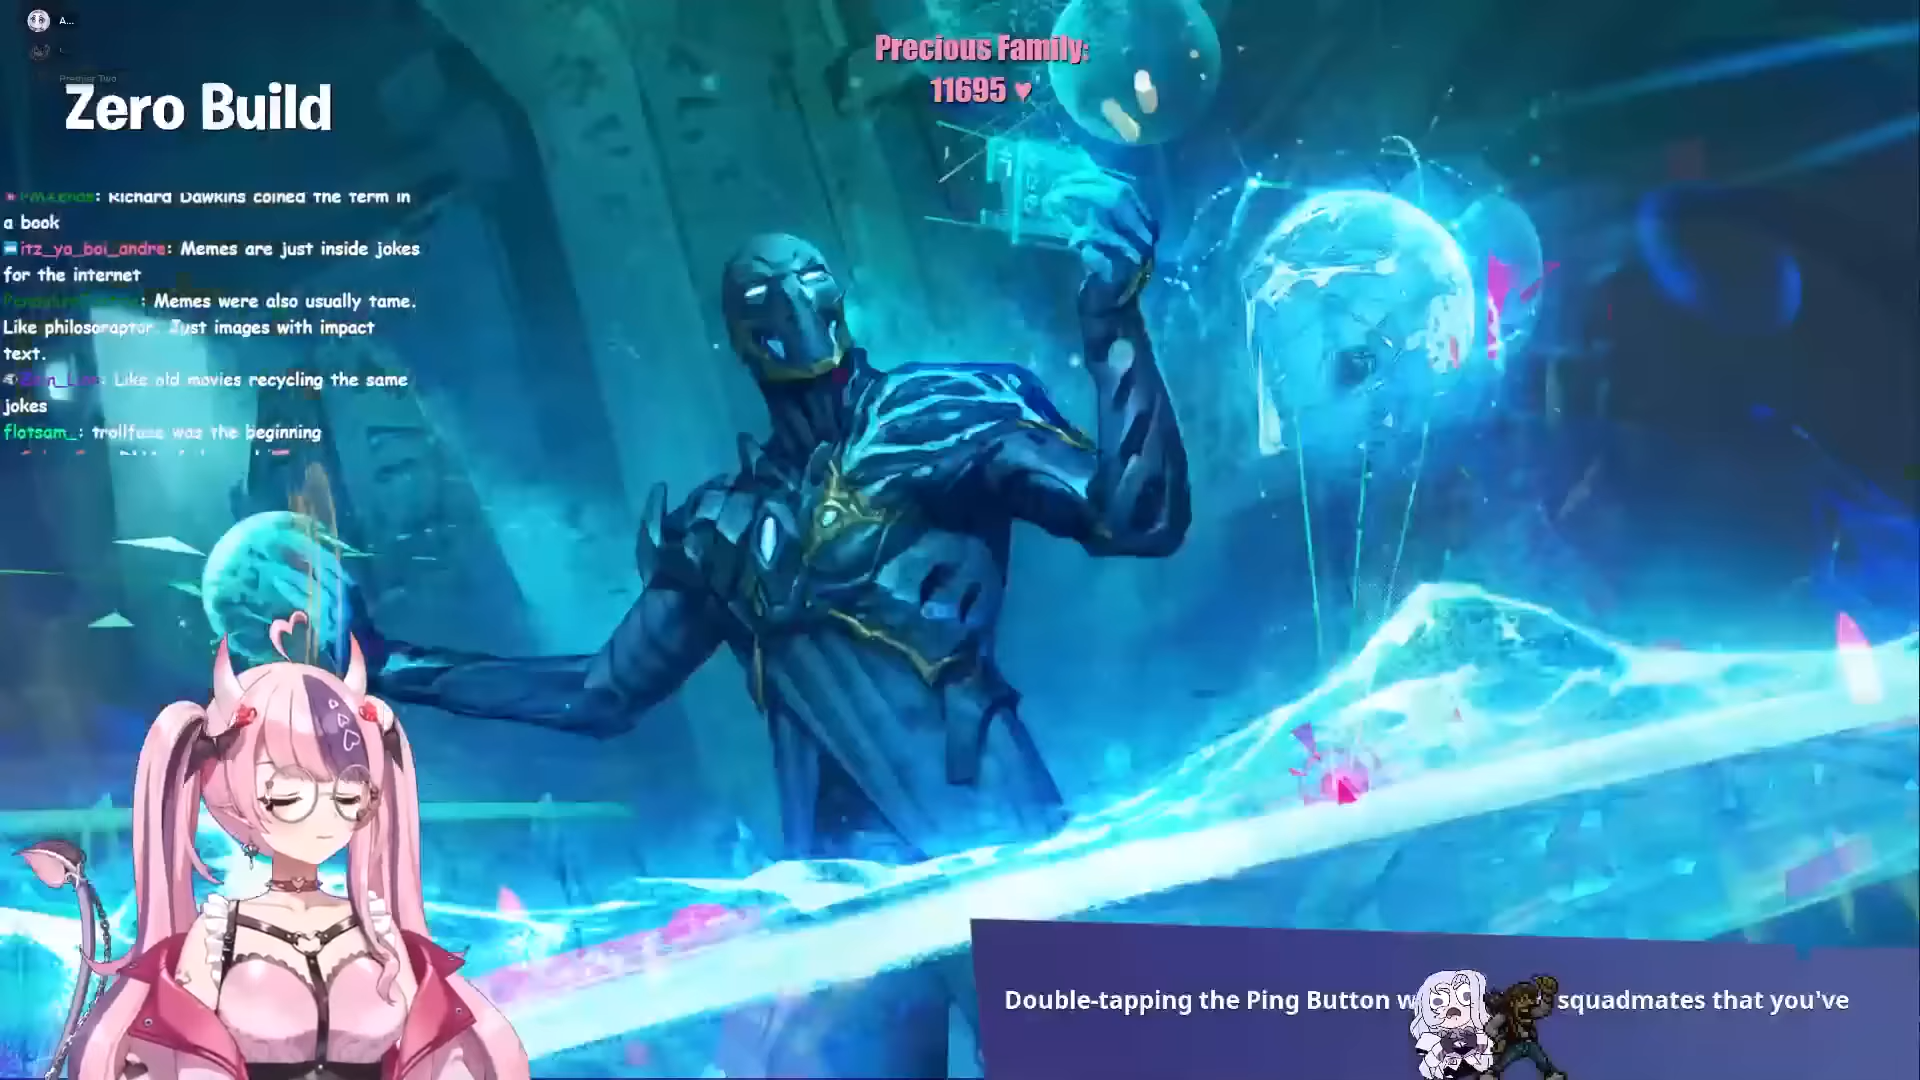 A...
Precious Family:
11695 ♥
Zero Build
: Richard Dawkins coined the term in
a book
itz_ya_boi_andre: Memes are just inside jokes
for the internet
: Memes were also usually tame.
Like philosoraptor. Just images with impact
text.
: Like old movies recycling the same
jokes
flotsam_: trollface was the beginning
Double-tapping the Ping Button squadmates that you've